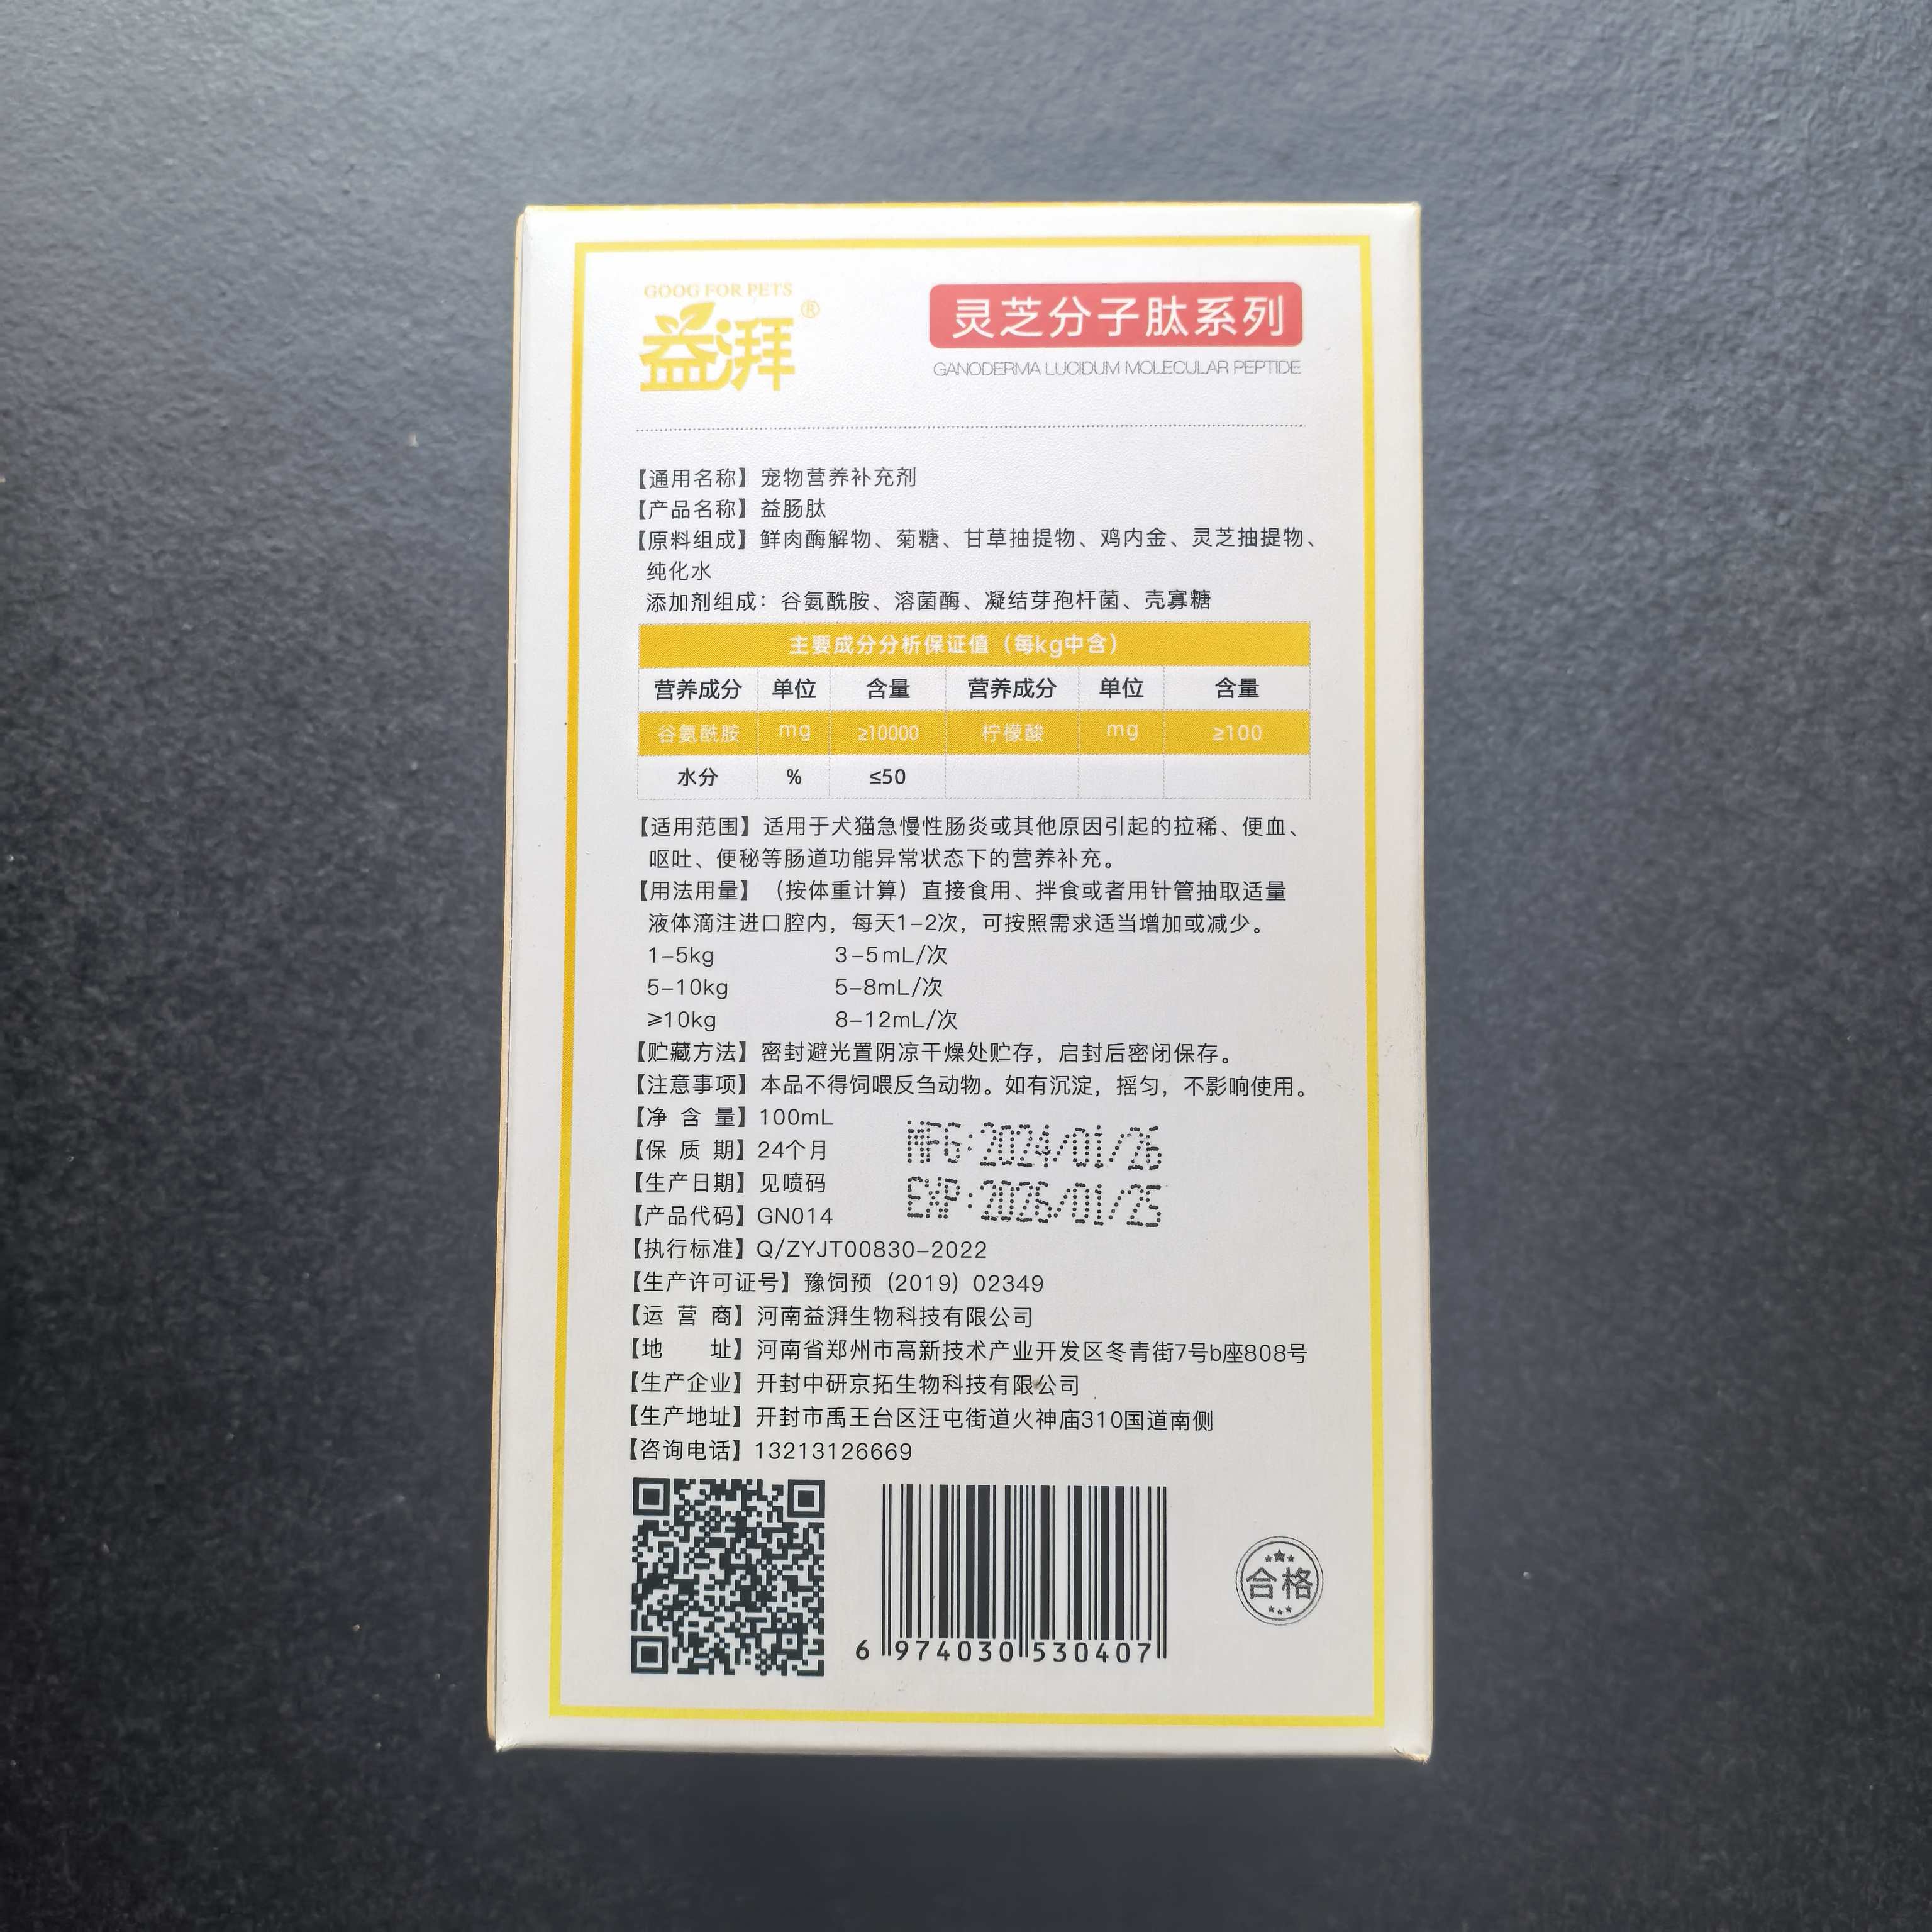 GOOG FOR PETS
益湃®
灵芝分子肽系列
GANODERMA LUCIDUM MOLECULAR PEPTIDE
【通用名称】宠物营养补充剂
【产品名称】益肠肽
【原料组成】鲜肉酶解物、菊糖、甘草抽提物、鸡内金、灵芝抽提物、
纯化水
添加剂组成：谷氨酰胺、溶菌酶、凝结芽孢杆菌、壳寡糖
主要成分分析保证值（每kg中含）
营养成分 单位 含量 营养成分 单位 含量
谷氨酰胺 mg ≥10000 柠檬酸 mg ≥100
水分 % ≤50
【适用范围】适用于犬猫急慢性肠炎或其他原因引起的拉稀、便血、
呕吐、便秘等肠道功能异常状态下的营养补充。
【用法用量】（按体重计算）直接食用、拌食或者用针管抽取适量
液体滴注进口腔内，每天1-2次，可按照需求适当增加或减少。
1-5kg 3-5mL/次
5-10kg 5-8mL/次
≥10kg 8-12mL/次
【贮藏方法】密封避光置阴凉干燥处贮存，启封后密闭保存。
【注意事项】本品不得饲喂反刍动物。如有沉淀，摇匀，不影响使用。
【净 含 量】100mL
【保 质 期】24个月
【生产日期】见喷码
MFG:2024/01/26
EXP:2026/01/25
【产品代码】GN014
【执行标准】Q/ZYJT00830-2022
【生产许可证号】豫饲预（2019）02349
【运 营 商】河南益湃生物科技有限公司
【地 址】河南省郑州市高新技术产业开发区冬青街7号b座808号
【生产企业】开封中研京拓生物科技有限公司
【生产地址】开封市禹王台区汪屯街道火神庙310国道南侧
【咨询电话】13213126669
6 974030 530407
合格